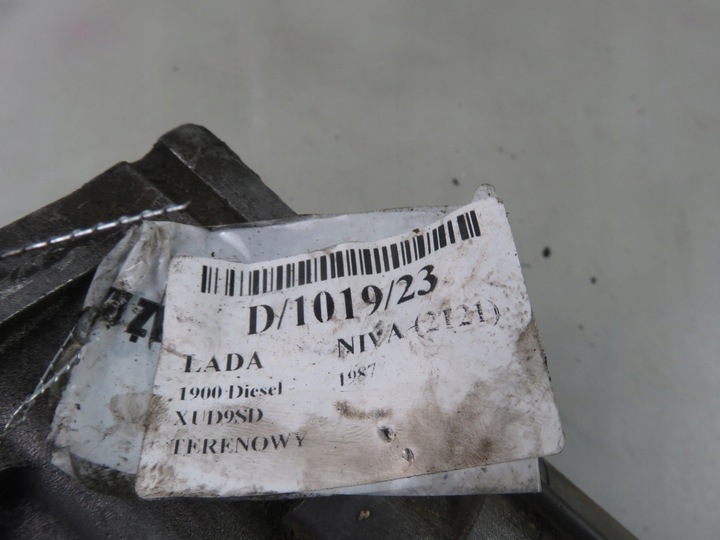 D/1019/23
LADA NIVA (2121)
1900 Diesel 1987
XUD9SD
TERENOWY